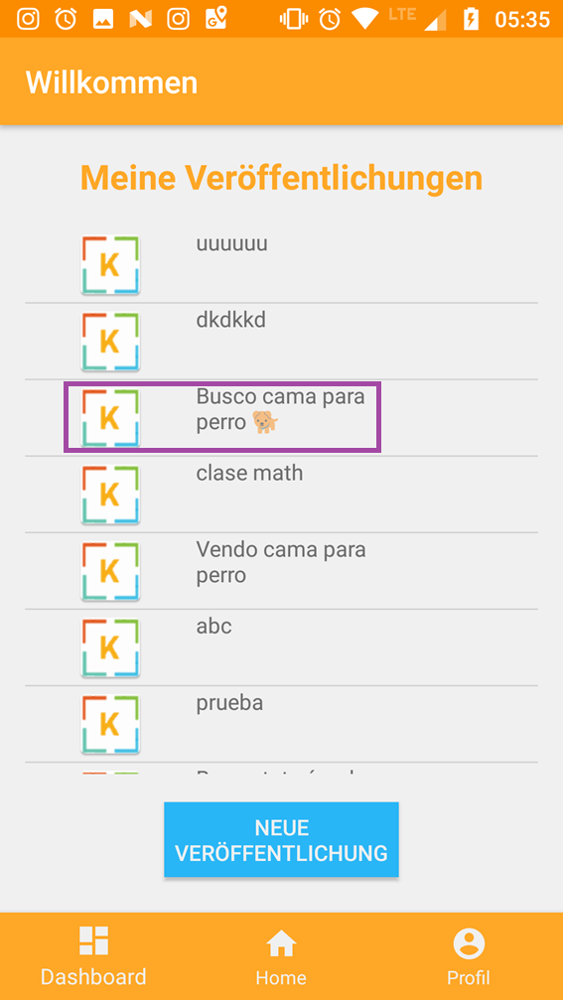 LTE 05:35
Willkommen
Meine Veröffentlichungen
K uuuuuu
K dkdkkd
K Busco cama para
perro 🐕
K clase math
K Vendo cama para
perro
K abc
K prueba
NEUE
VERÖFFENTLICHUNG
Dashboard Home Profil